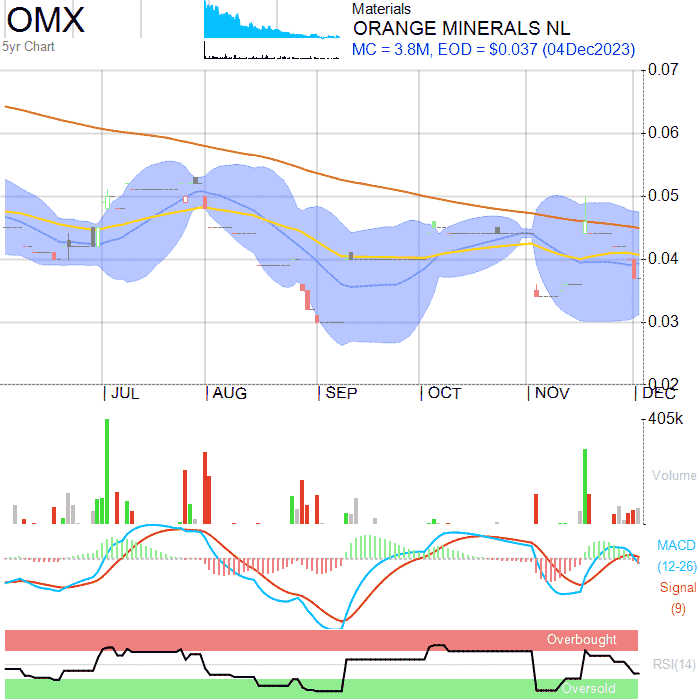 OMX
5yr Chart
Materials
ORANGE MINERALS NL
MC = 3.8M, EOD = $0.037 (04Dec2023)
0.07
0.06
0.05
0.04
0.03
0.02
JUL AUG SEP OCT NOV DEC
405k
Volume
MACD
(12-26)
Signal
(9)
Overbought
RSI(14)
Oversold